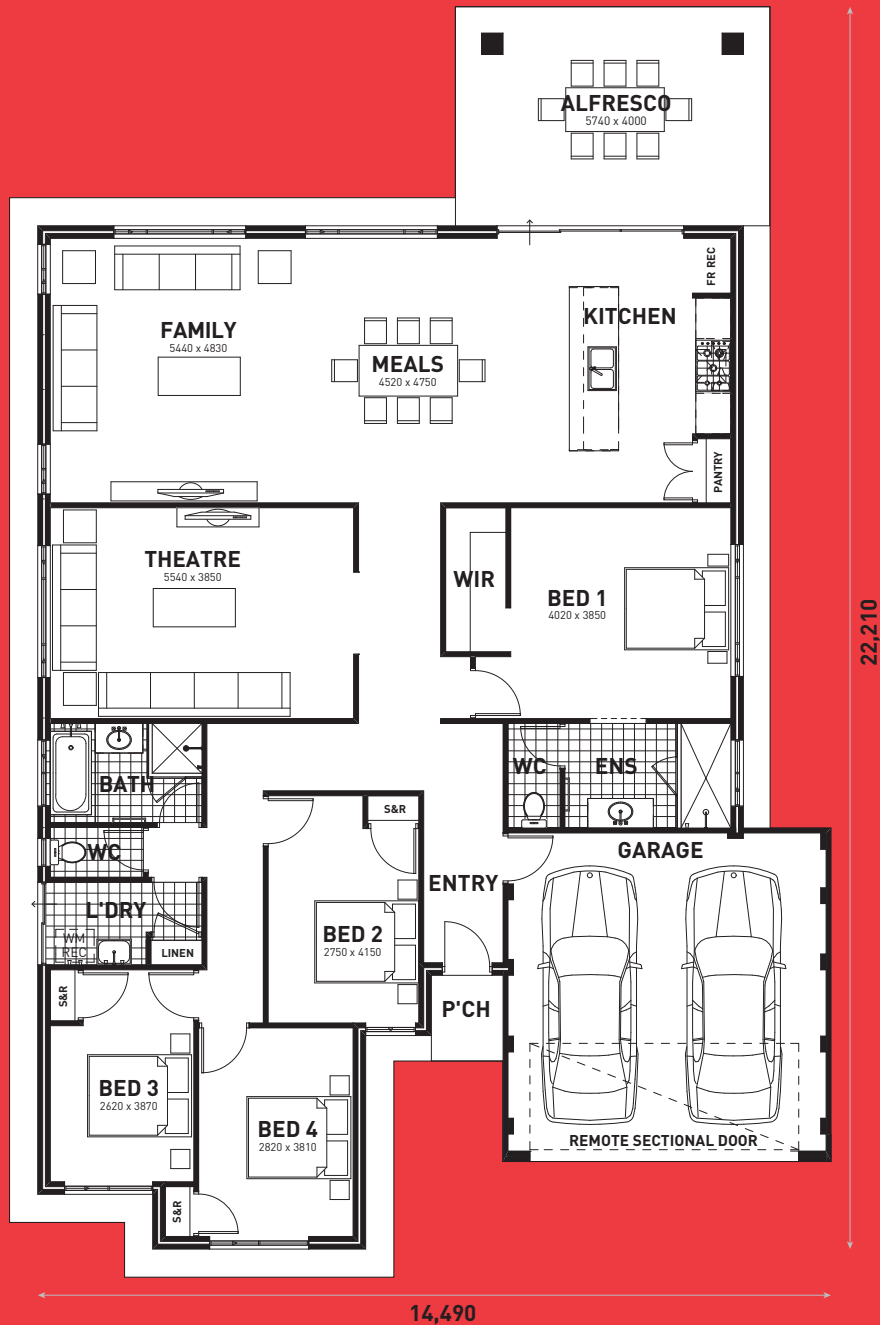 ALFRESCO
5740 x 4000
FR REC
KITCHEN
FAMILY
5440 x 4830
MEALS
4520 x 4750
PANTRY
THEATRE
5540 x 3850
WIR
BED 1
4020 x 3850
22,210
BATH
WC
ENS
S&R
WC
GARAGE
ENTRY
L'DRY
WM
REC
LINEN
BED 2
2750 x 4150
S&R
P'CH
BED 3
2620 x 3870
BED 4
2820 x 3810
REMOTE SECTIONAL DOOR
S&R
14,490